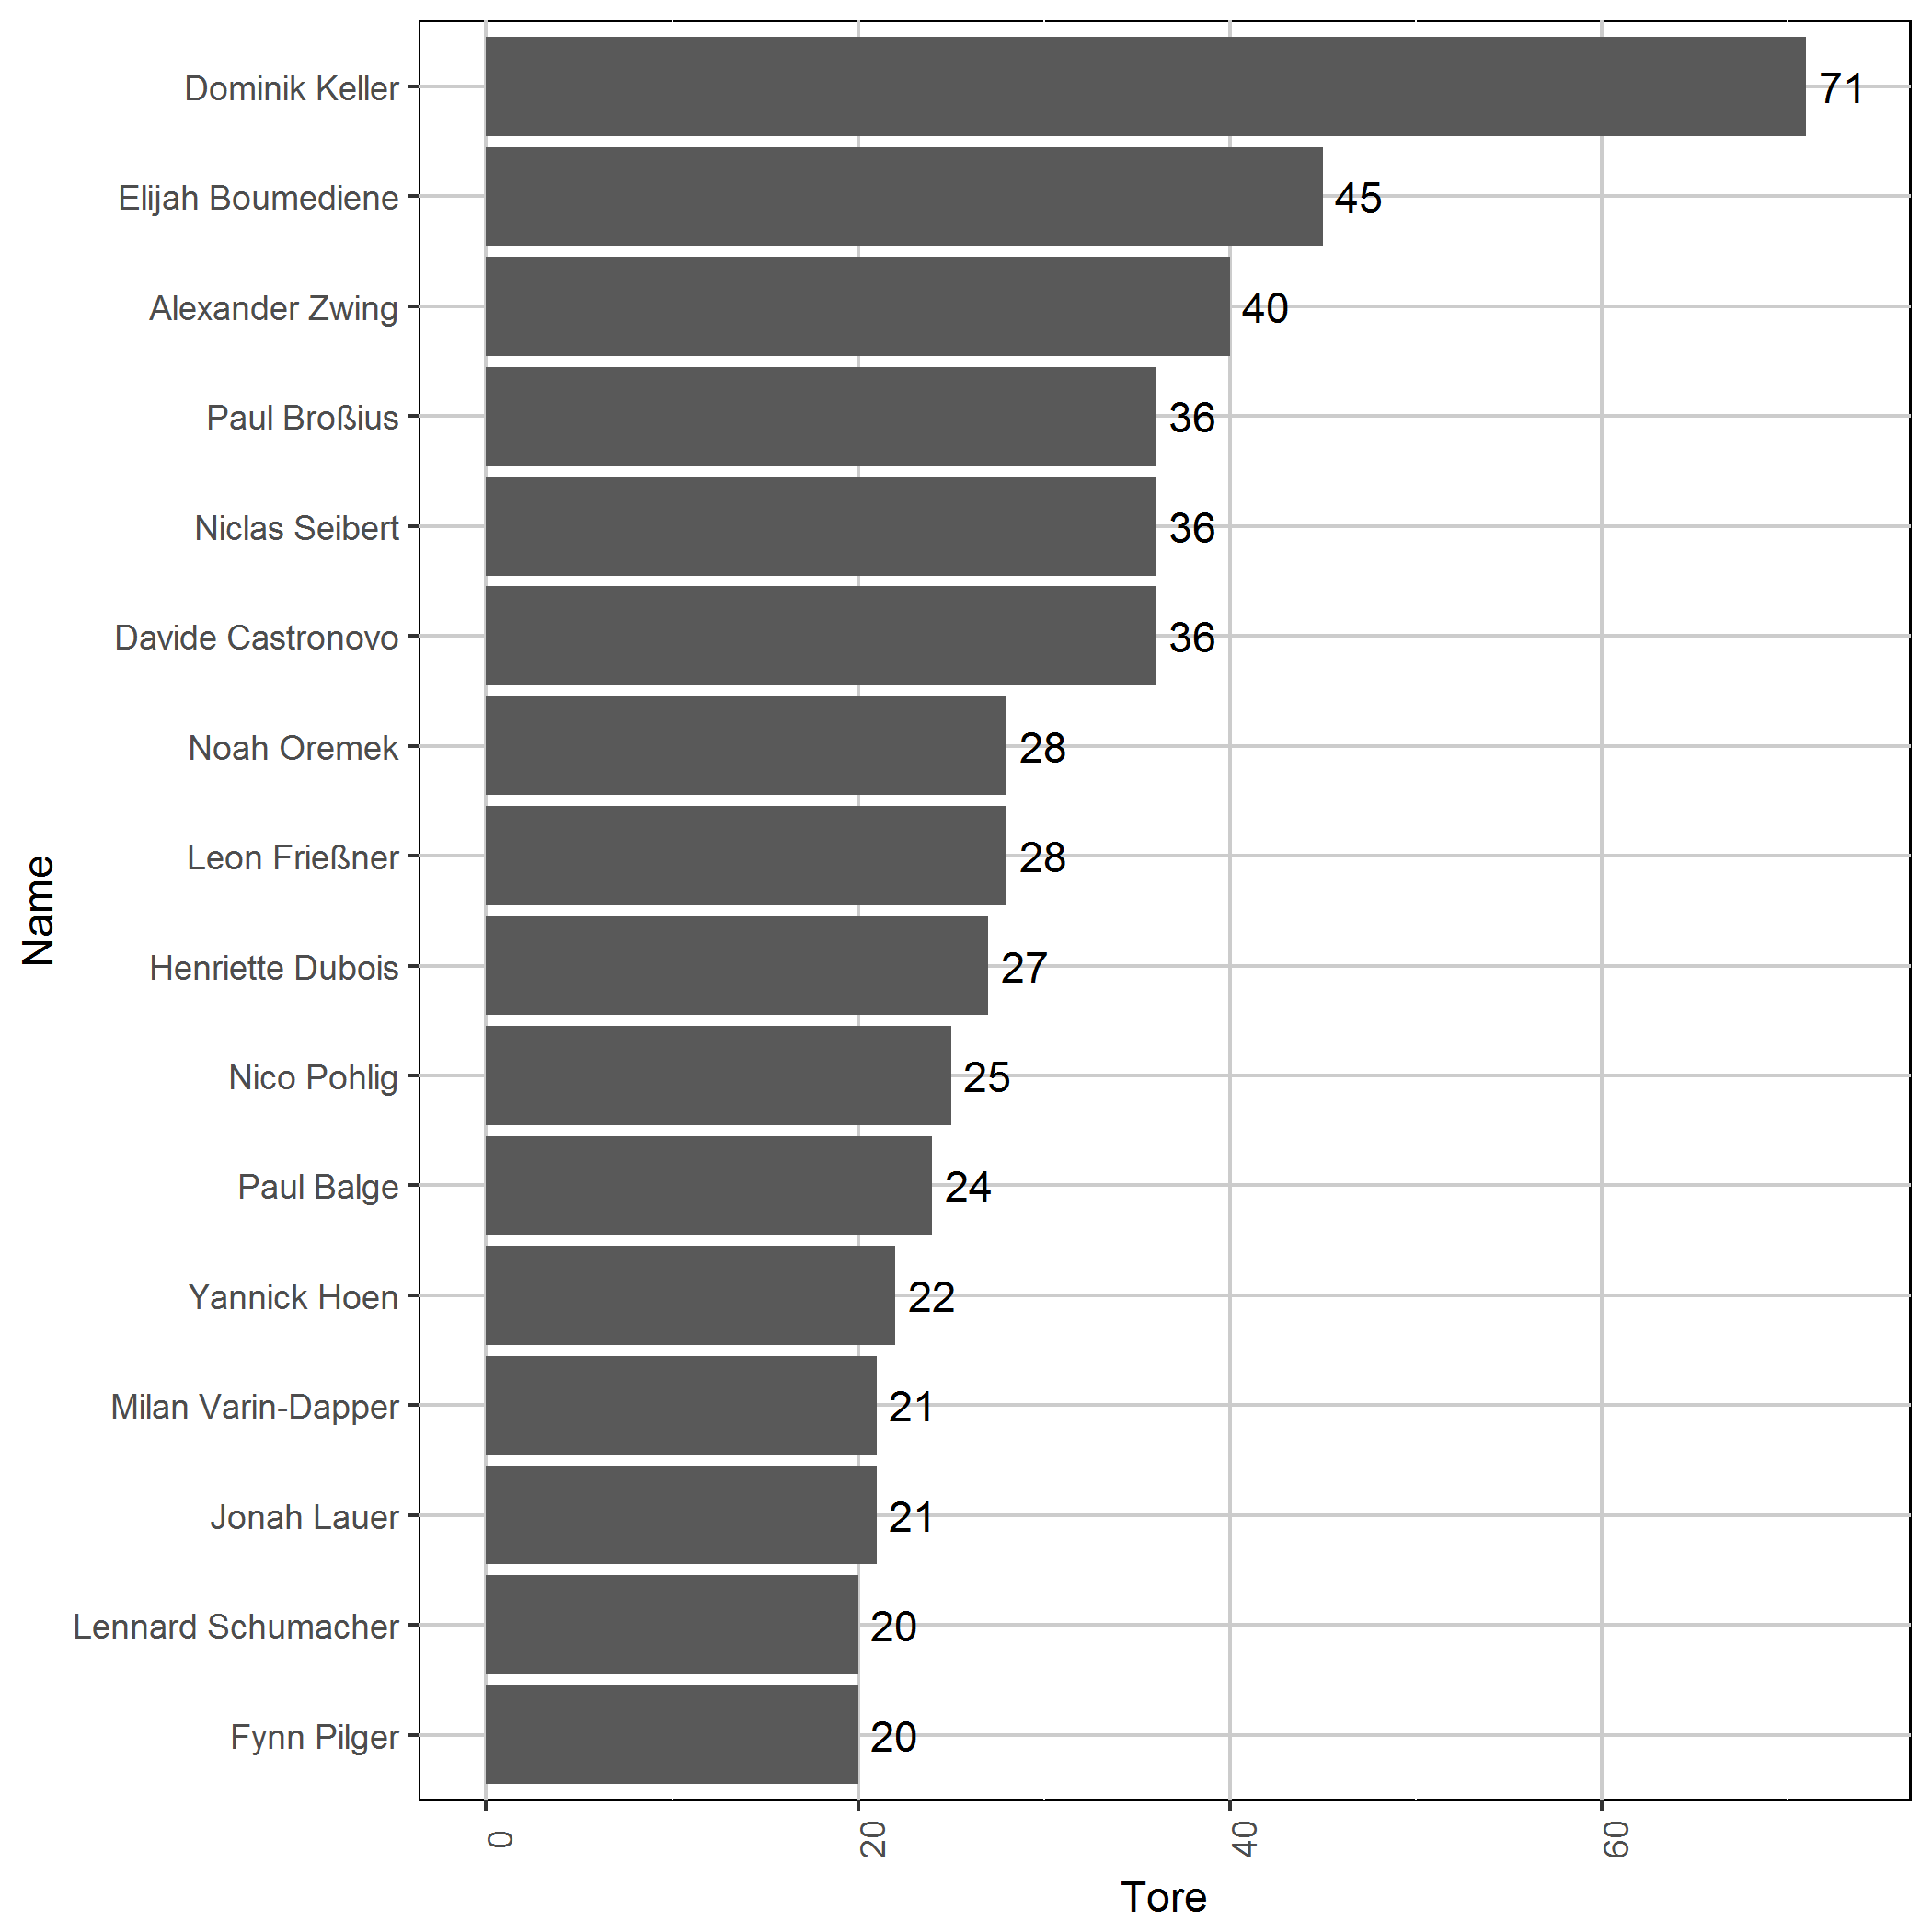 Dominik Keller 71
Elijah Boumediene 45
Alexander Zwing 40
Paul Broßius 36
Niclas Seibert 36
Davide Castronovo 36
Noah Oremek 28
Leon Frießner 28
Henriette Dubois 27
Nico Pohlig 25
Paul Balge 24
Yannick Hoen 22
Milan Varin-Dapper 21
Jonah Lauer 21
Lennard Schumacher 20
Fynn Pilger 20
Name
0 20 40 60
Tore